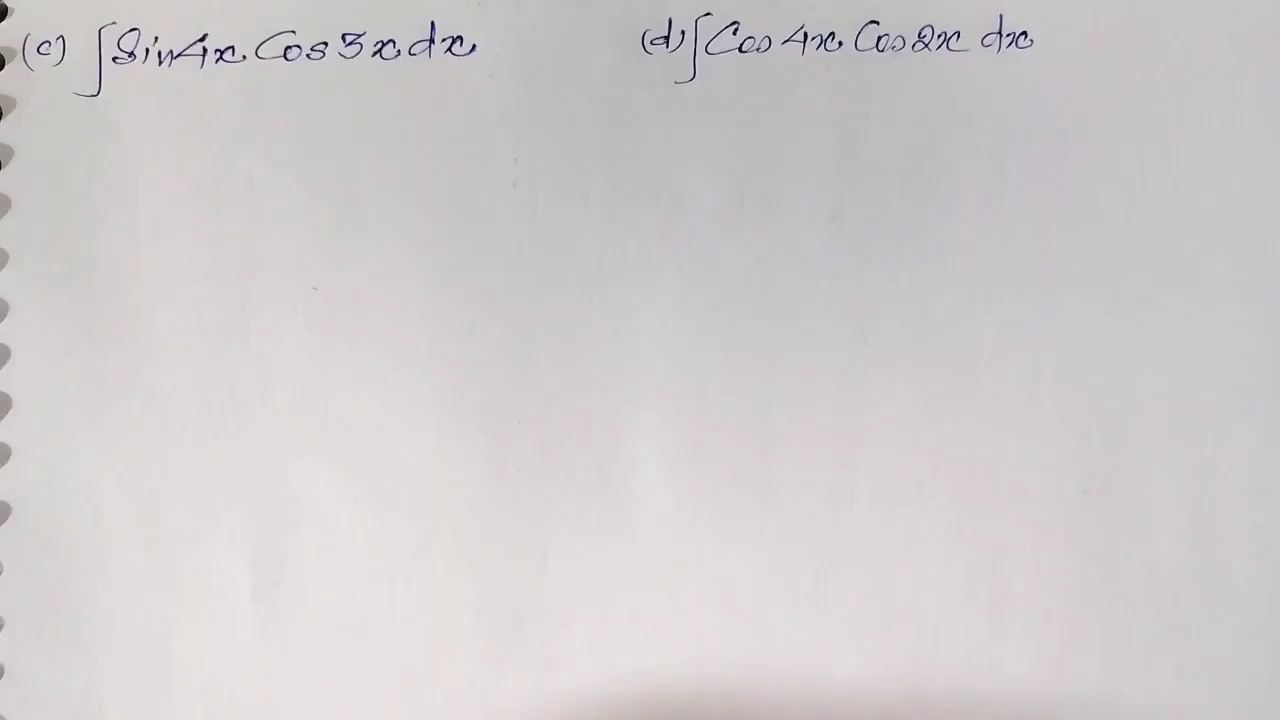 (c) ∫Sin4x Cos3x dx
(d) ∫Cos4x Cos2x dx